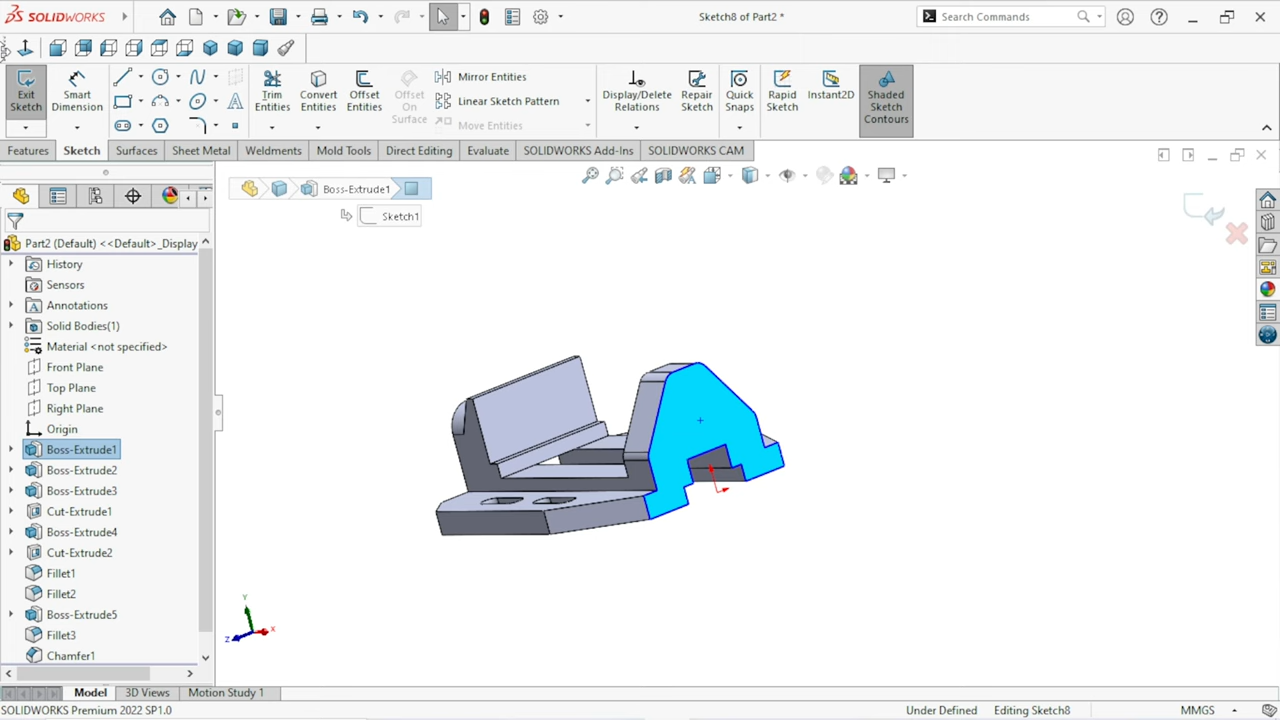 SOLIDWORKS
Sketch8 of Part2 *
Search Commands
Exit Sketch
Smart Dimension
Trim Entities
Convert Entities
Offset Entities
Offset On Surface
Mirror Entities
Linear Sketch Pattern
Move Entities
Display/Delete Relations
Repair Sketch
Quick Snaps
Rapid Sketch
Instant2D
Shaded Sketch Contours
Features
Sketch
Surfaces
Sheet Metal
Weldments
Mold Tools
Direct Editing
Evaluate
SOLIDWORKS Add-Ins
SOLIDWORKS CAM
Boss-Extrude1
Sketch1
Part2 (Default) <<Default>_Display
History
Sensors
Annotations
Solid Bodies(1)
Material <not specified>
Front Plane
Top Plane
Right Plane
Origin
Boss-Extrude1
Boss-Extrude2
Boss-Extrude3
Cut-Extrude1
Boss-Extrude4
Cut-Extrude2
Fillet1
Fillet2
Boss-Extrude5
Fillet3
Chamfer1
Y
X
Z
Model
3D Views
Motion Study 1
SOLIDWORKS Premium 2022 SP1.0
Under Defined
Editing Sketch8
MMGS